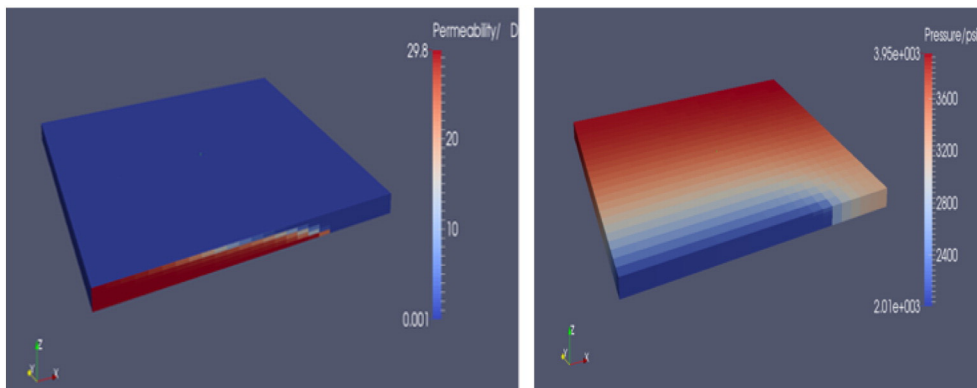 Permeability/ D
29.8
20
10
0.001
Z
Y
X
Pressure/psi
3.95e+003
3600
3200
2800
2400
2.01e+003
Z
Y
X